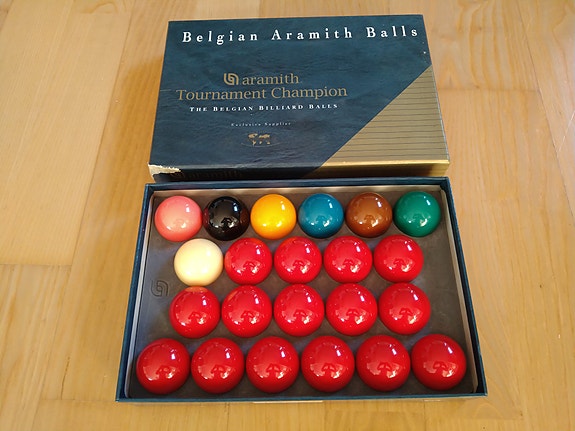 Belgian Aramith Balls
aramith
Tournament Champion
THE BELGIAN BILLIARD BALLS
Exclusive Supplier